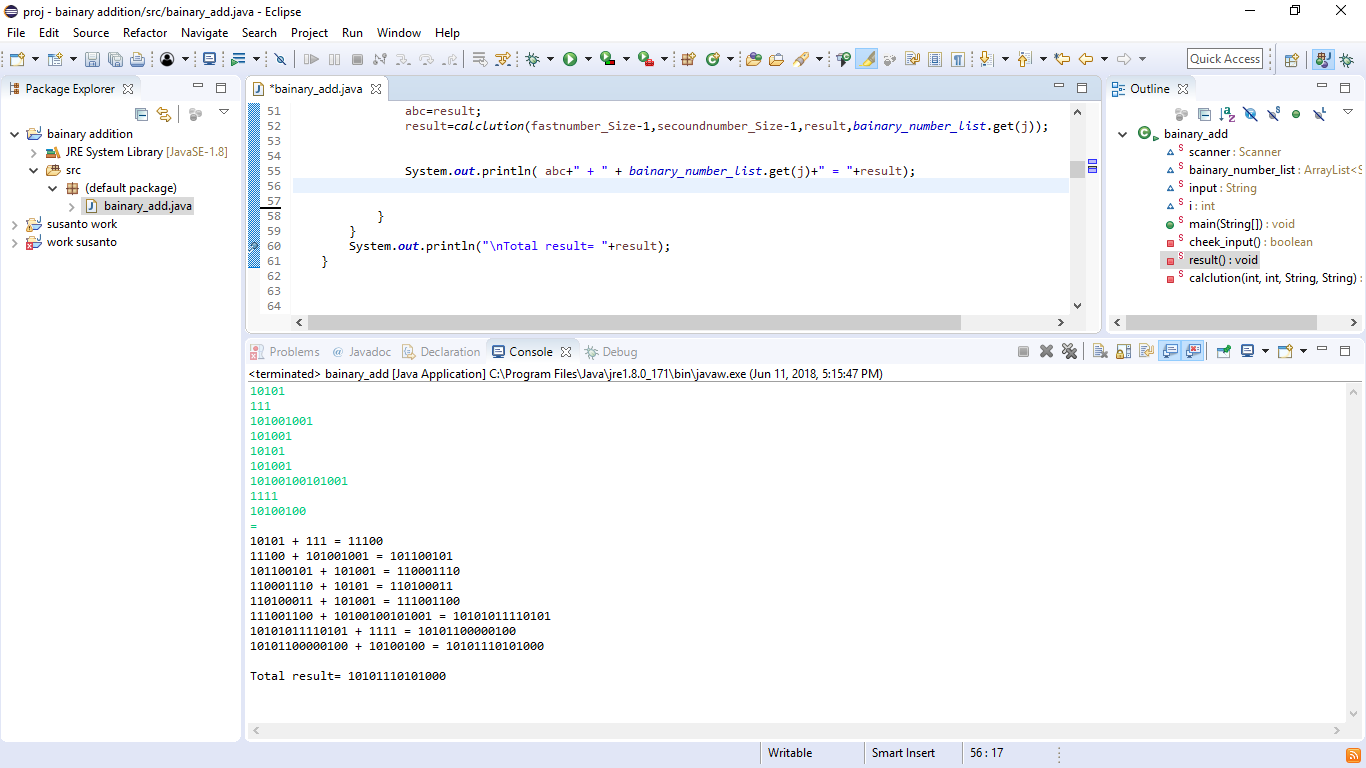 proj - bainary addition/src/bainary_add.java - Eclipse
File Edit Source Refactor Navigate Search Project Run Window Help
Quick Access
Package Explorer
bainary addition
JRE System Library [JavaSE-1.8]
src
(default package)
bainary_add.java
susanto work
work susanto
*bainary_add.java
51 abc=result;
52 result=calclution(fastnumber_Size-1,secoundnumber_Size-1,result,bainary_number_list.get(j));
53
54
55 System.out.println( abc+" + " + bainary_number_list.get(j)+" = "+result);
56
57
58 }
59 }
60 System.out.println("\nTotal result= "+result);
61 }
62
63
64
Outline
bainary_add
scanner : Scanner
bainary_number_list : ArrayList<S
input : String
i : int
main(String[]) : void
cheek_input() : boolean
result() : void
calclution(int, int, String, String) :
Problems @ Javadoc Declaration Console Debug
<terminated> bainary_add [Java Application] C:\Program Files\Java\jre1.8.0_171\bin\javaw.exe (Jun 11, 2018, 5:15:47 PM)
10101
111
101001001
101001
10101
101001
10100100101001
1111
10100100
=
10101 + 111 = 11100
11100 + 101001001 = 101100101
101100101 + 101001 = 110001110
110001110 + 10101 = 110100011
110100011 + 101001 = 111001100
111001100 + 10100100101001 = 10101011110101
10101011110101 + 1111 = 10101100000100
10101100000100 + 10100100 = 10101110101000
Total result= 10101110101000
Writable Smart Insert 56 : 17